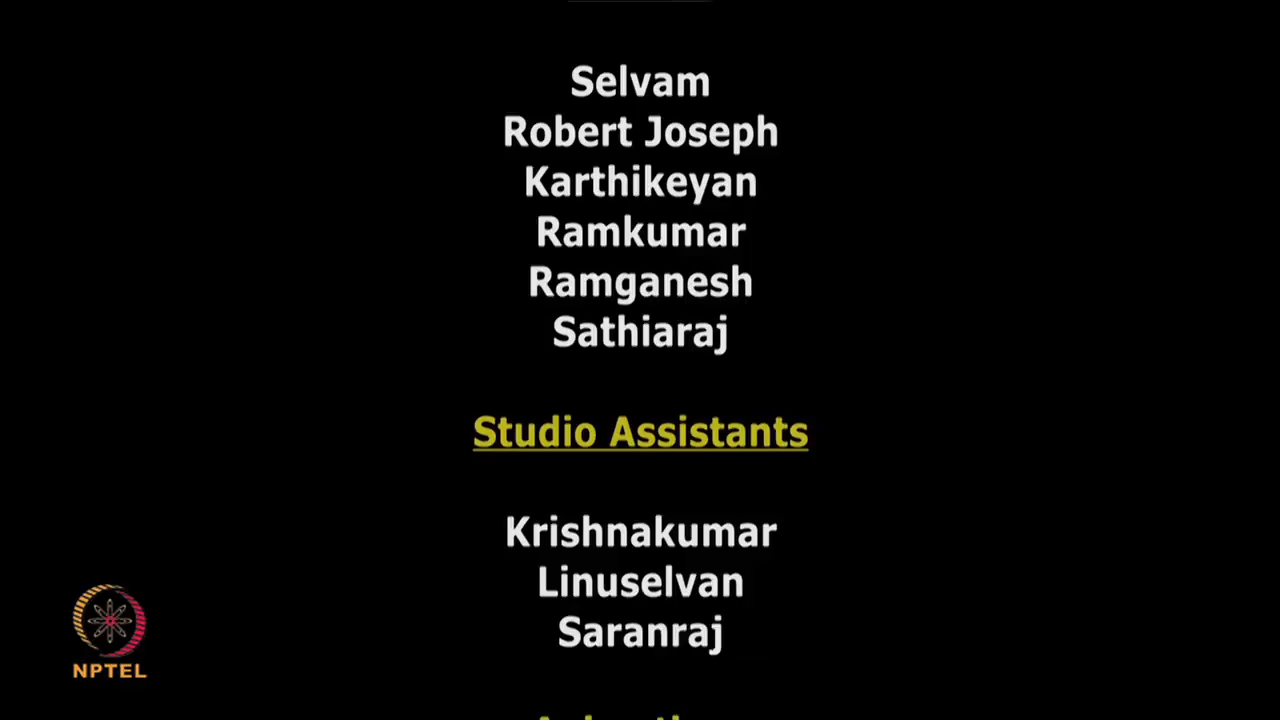 Selvam
Robert Joseph
Karthikeyan
Ramkumar
Ramganesh
Sathiaraj
Studio Assistants
Krishnakumar
Linuselvan
Saranraj
NPTEL